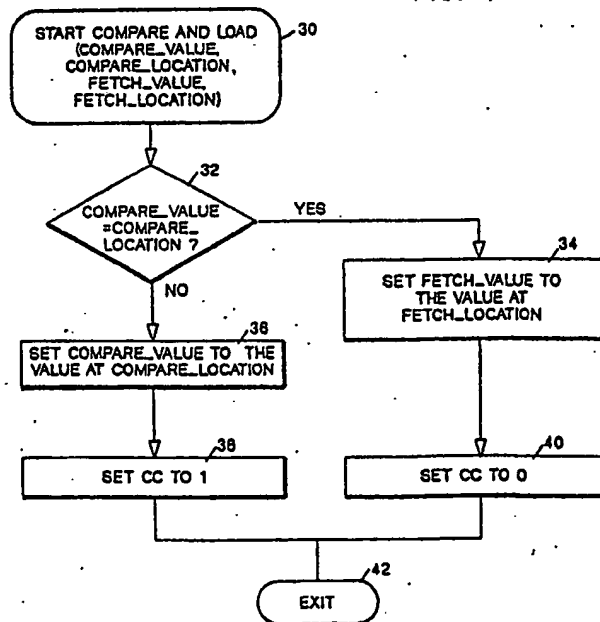 START COMPARE AND LOAD
(COMPARE_VALUE,
COMPARE_LOCATION,
FETCH_VALUE,
FETCH_LOCATION)
30
32
COMPARE_VALUE
=COMPARE_
LOCATION ?
YES
NO
34
SET FETCH_VALUE TO
THE VALUE AT
FETCH_LOCATION
36
SET COMPARE_VALUE TO THE
VALUE AT COMPARE_LOCATION
38
SET CC TO 1
40
SET CC TO 0
42
EXIT